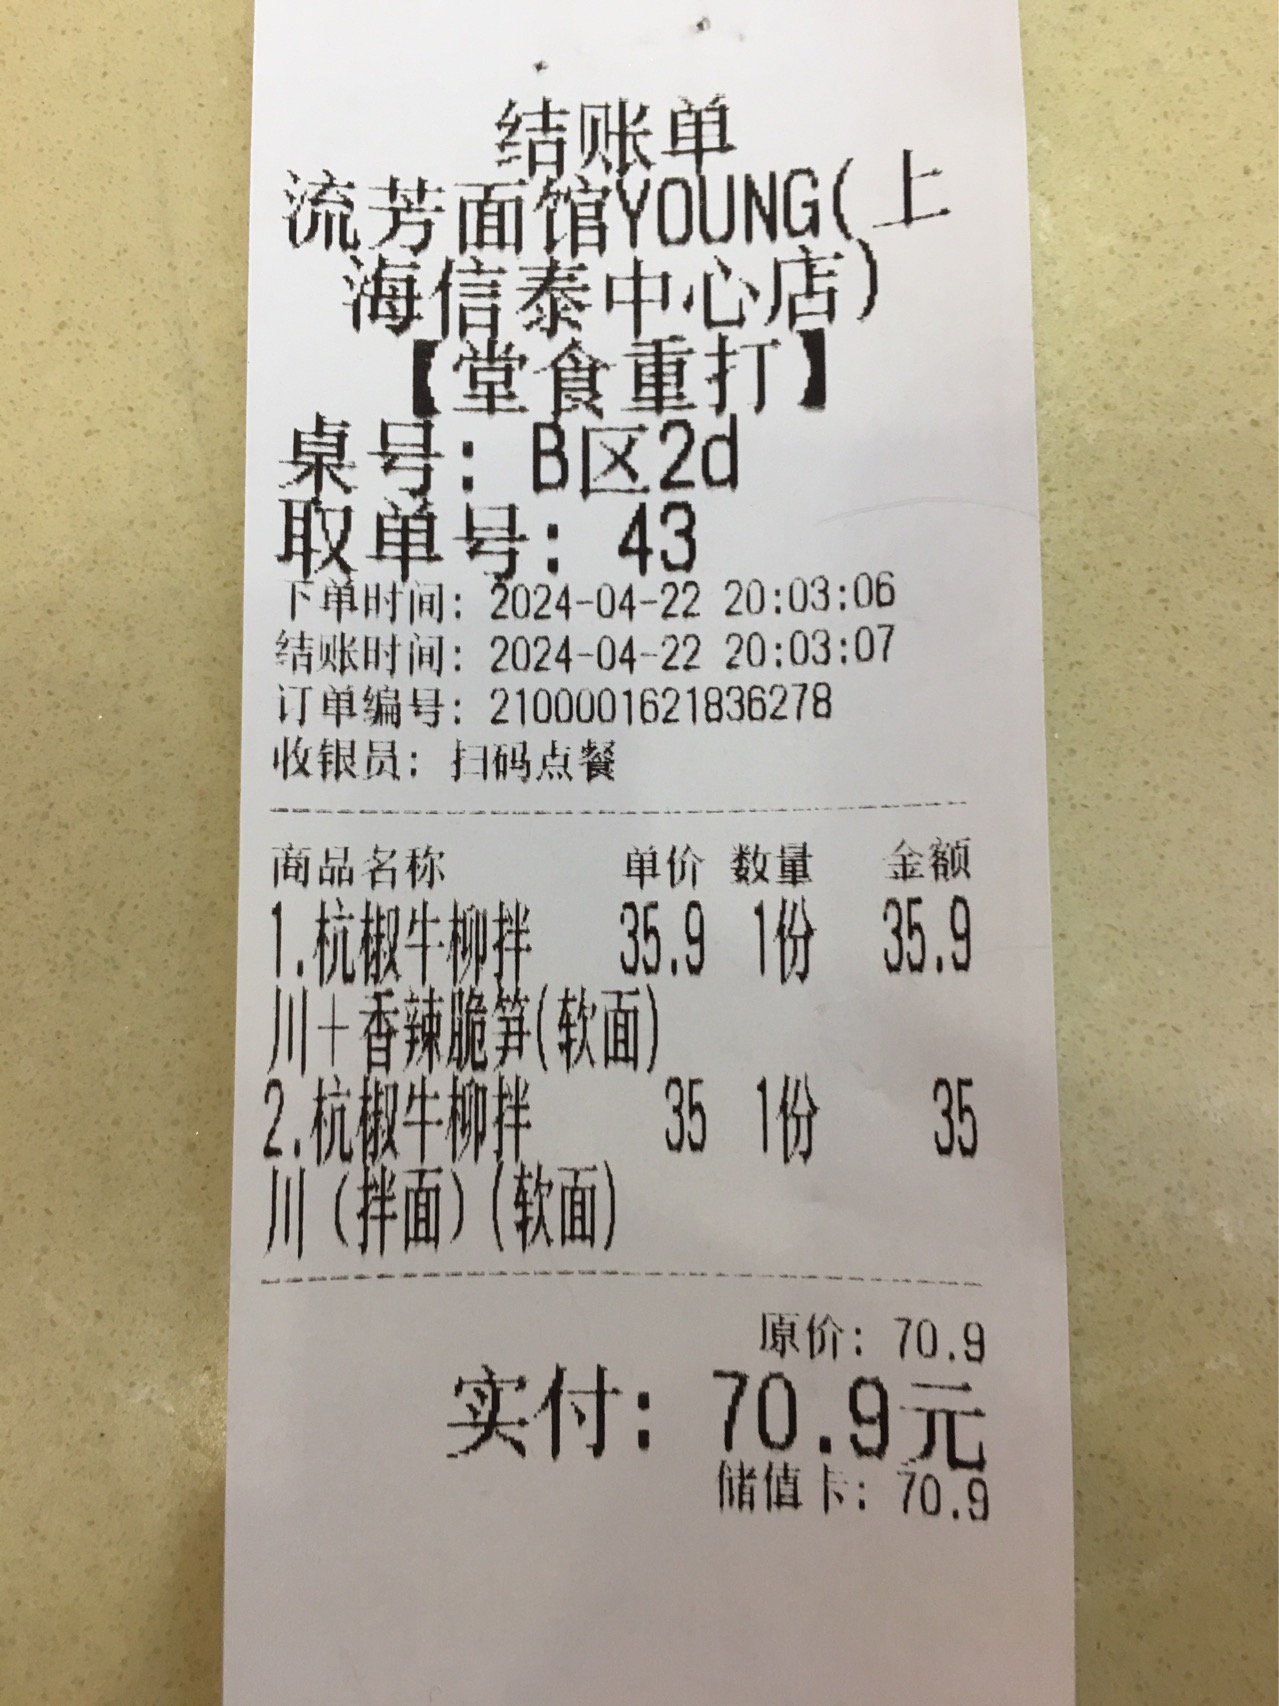 结账单
流芳面馆YOUNG(上
海信泰中心店)
【堂食重打】
桌号: B区2d
取单号: 43
下单时间: 2024-04-22 20:03:06
结账时间: 2024-04-22 20:03:07
订单编号: 2100001621836278
收银员: 扫码点餐
商品名称 单价 数量 金额
1.杭椒牛柳拌 35.9 1份 35.9
川+香辣脆笋(软面)
2.杭椒牛柳拌 35 1份 35
川（拌面）(软面)
原价: 70.9
实付: 70.9元
储值卡: 70.9